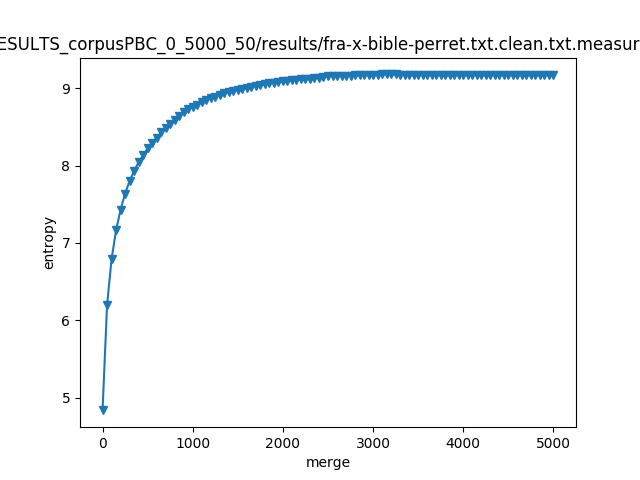 ESULTS_corpusPBC_0_5000_50/results/fra-x-bible-perret.txt.clean.txt.measur
9
8
7
6
5
entropy
0 1000 2000 3000 4000 5000
merge